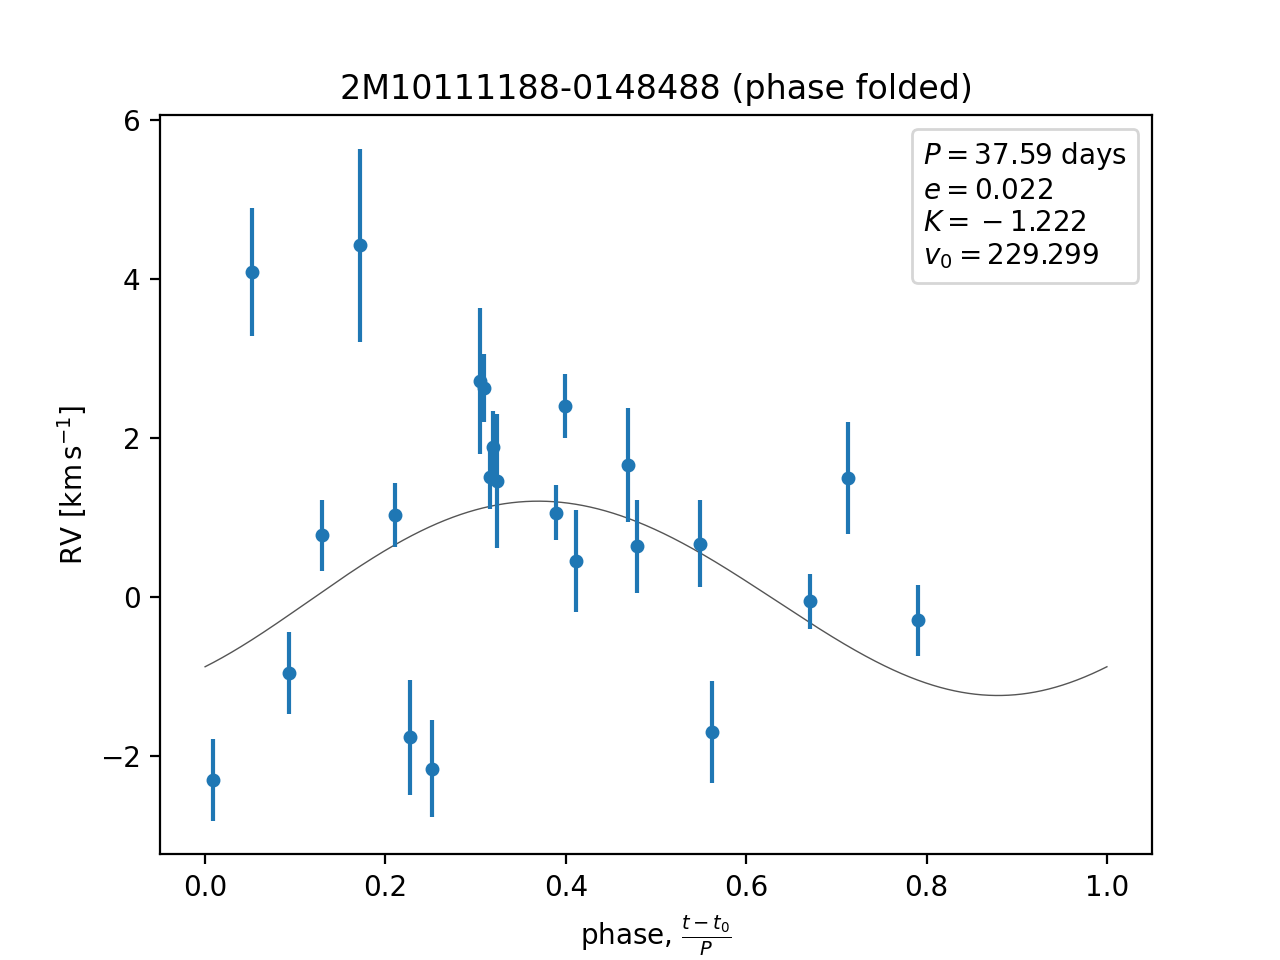 2M10111188-0148488 (phase folded)
P = 37.59 days
e = 0.022
K = −1.222
v₀ = 229.299
6
4
2
0
−2
RV [km s⁻¹]
0.0 0.2 0.4 0.6 0.8 1.0
phase, (t − t₀)/P